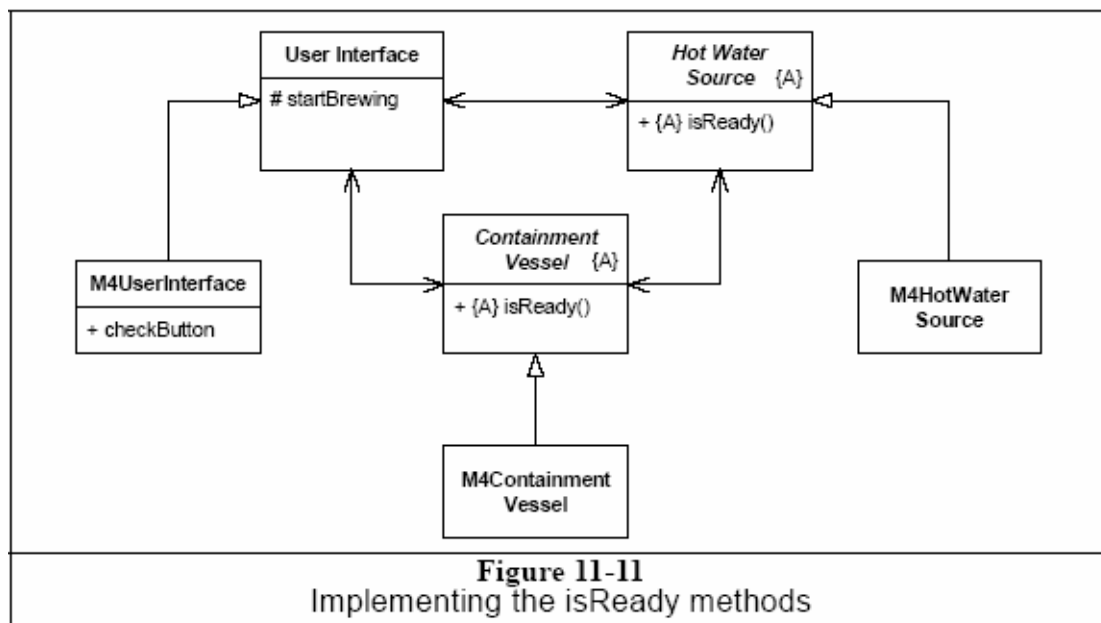 User Interface
# startBrewing
Hot Water
Source {A}
+ {A} isReady()
Containment
Vessel {A}
+ {A} isReady()
M4UserInterface
+ checkButton
M4HotWater
Source
M4Containment
Vessel
Figure 11-11
Implementing the isReady methods